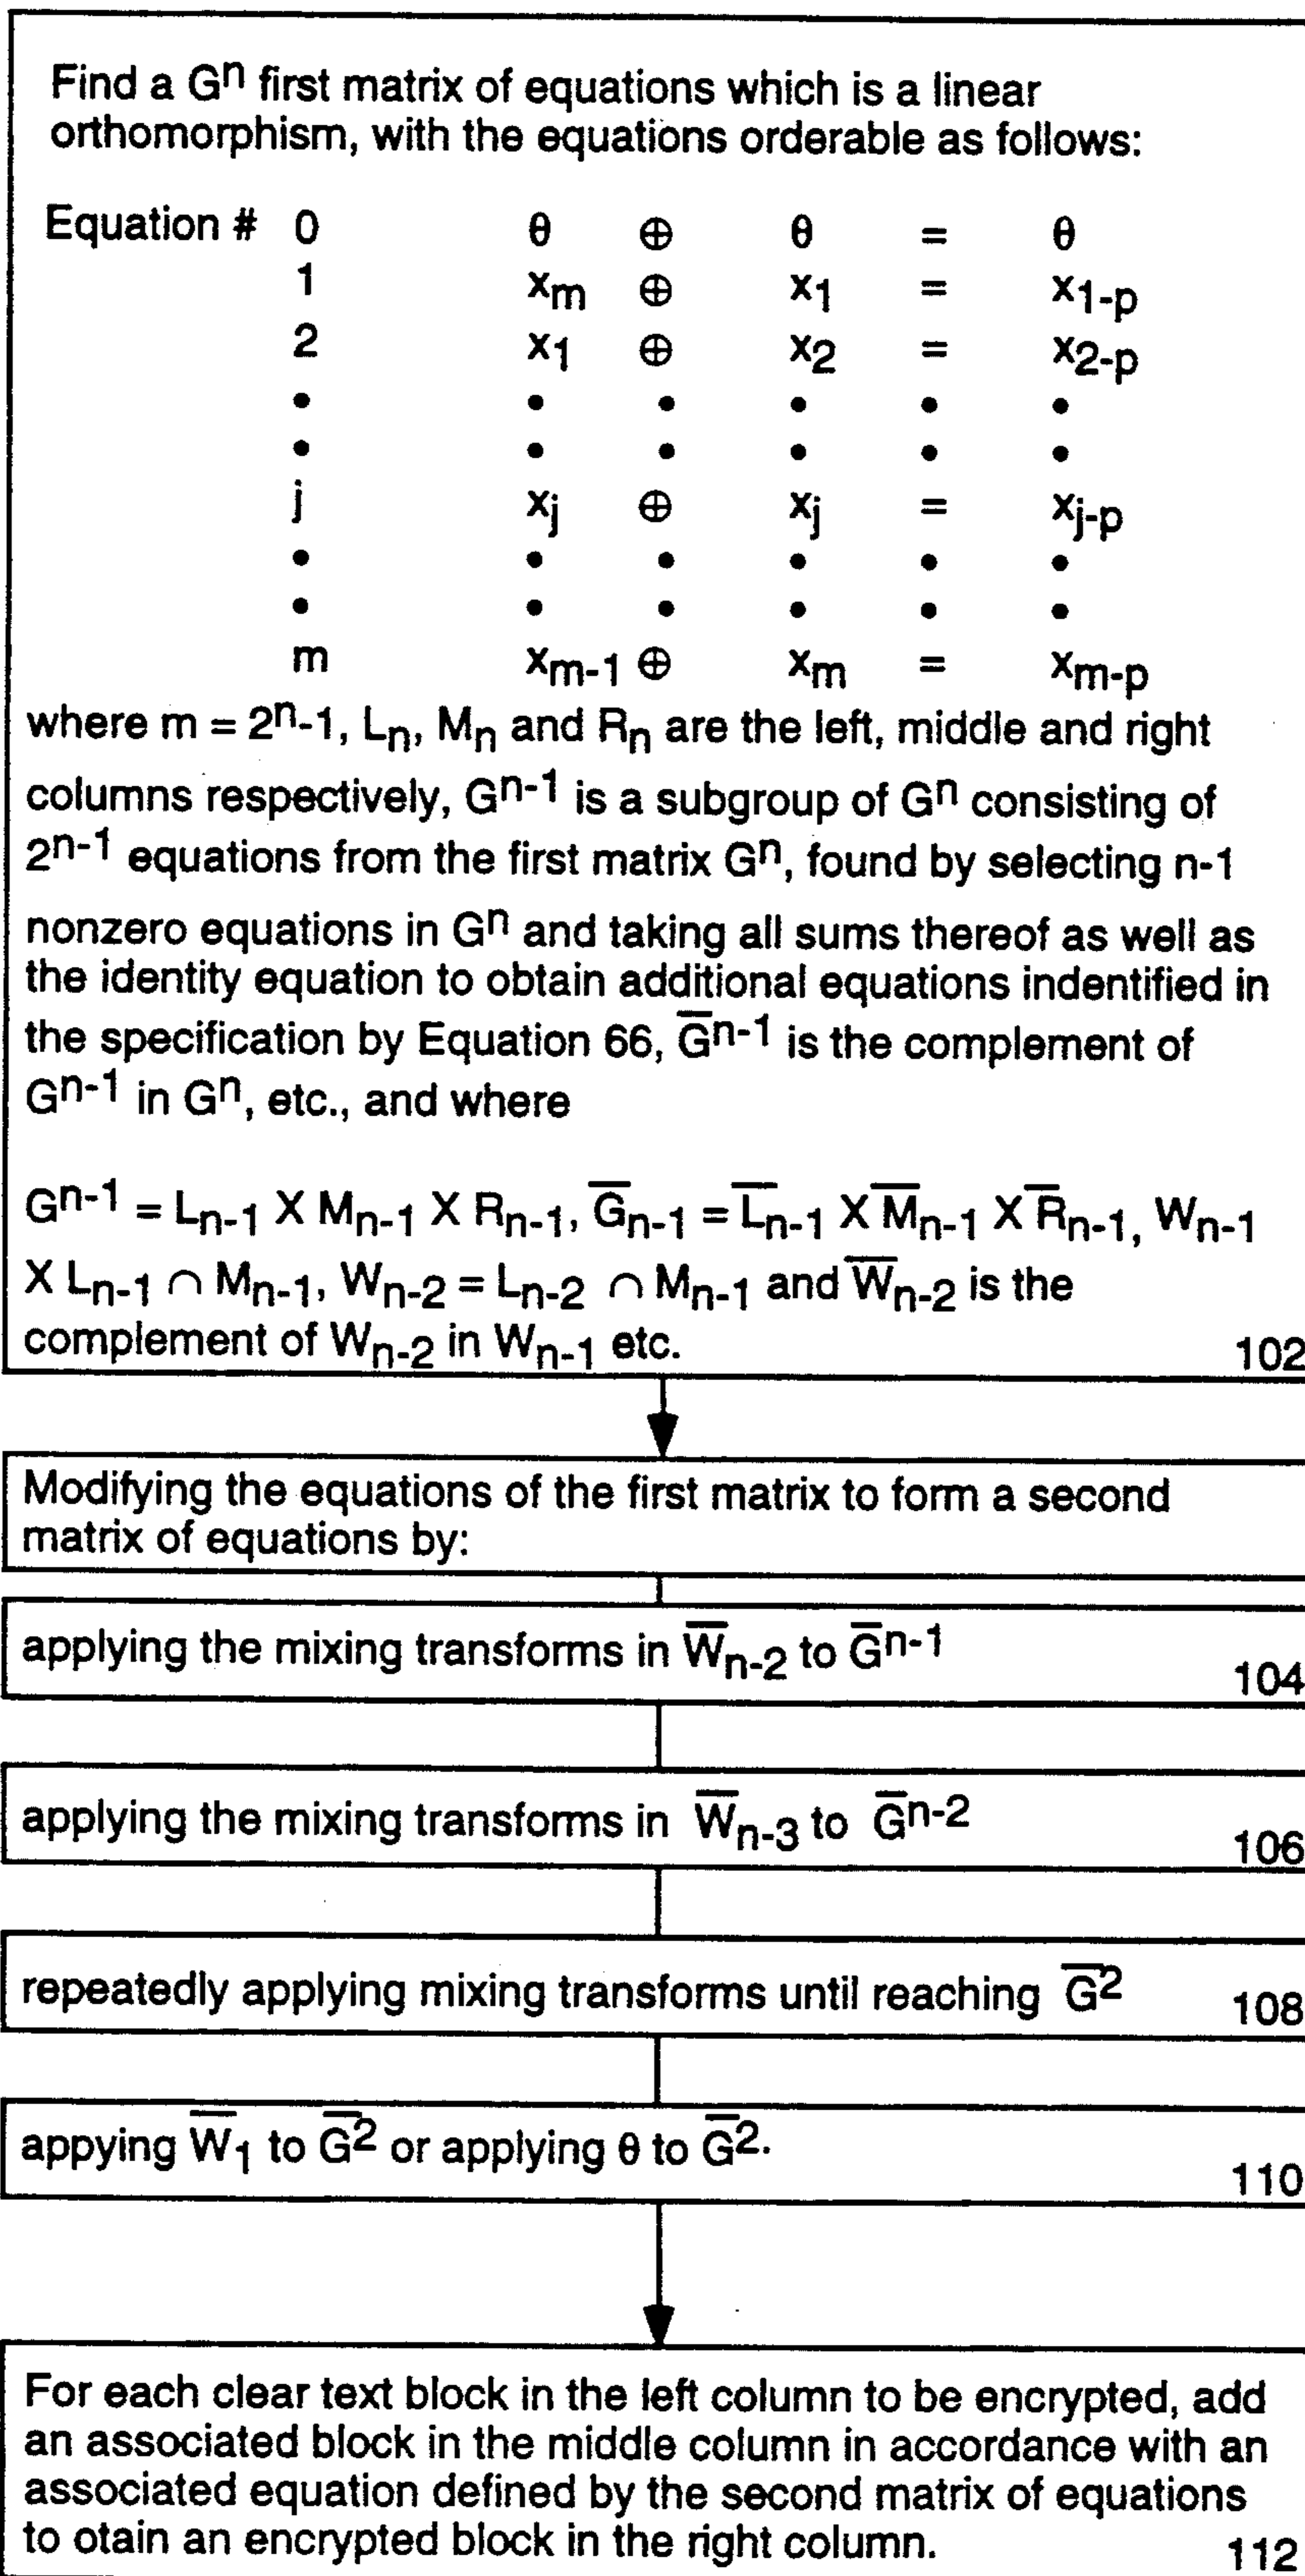 Find a Gⁿ first matrix of equations which is a linear
orthomorphism, with the equations orderable as follows:
Equation # 0 θ ⊕ θ = θ
1 xₘ ⊕ x₁ = x₁₋ₚ
2 x₁ ⊕ x₂ = x₂₋ₚ
• • • • • •
• • • • • •
j xⱼ ⊕ xⱼ = xⱼ₋ₚ
• • • • • •
• • • • • •
m xₘ₋₁ ⊕ xₘ = xₘ₋ₚ
where m = 2ⁿ-1, Lₙ, Mₙ and Rₙ are the left, middle and right
columns respectively, Gⁿ⁻¹ is a subgroup of Gⁿ consisting of
2ⁿ⁻¹ equations from the first matrix Gⁿ, found by selecting n-1
nonzero equations in Gⁿ and taking all sums thereof as well as
the identity equation to obtain additional equations indentified in
the specification by Equation 66, G̅ⁿ⁻¹ is the complement of
Gⁿ⁻¹ in Gⁿ, etc., and where
Gⁿ⁻¹ = Lₙ₋₁ X Mₙ₋₁ X Rₙ₋₁, G̅ₙ₋₁ = L̅ₙ₋₁ X M̅ₙ₋₁ X R̅ₙ₋₁, Wₙ₋₁
X Lₙ₋₁ ∩ Mₙ₋₁, Wₙ₋₂ = Lₙ₋₂ ∩ Mₙ₋₁ and W̅ₙ₋₂ is the
complement of Wₙ₋₂ in Wₙ₋₁ etc.
102
Modifying the equations of the first matrix to form a second
matrix of equations by:
applying the mixing transforms in W̅ₙ₋₂ to G̅ⁿ⁻¹
104
applying the mixing transforms in W̅ₙ₋₃ to G̅ⁿ⁻²
106
repeatedly applying mixing transforms until reaching G̅²
108
appying W̅₁ to G̅² or applying θ to G̅².
110
For each clear text block in the left column to be encrypted, add
an associated block in the middle column in accordance with an
associated equation defined by the second matrix of equations
to otain an encrypted block in the right column.
112